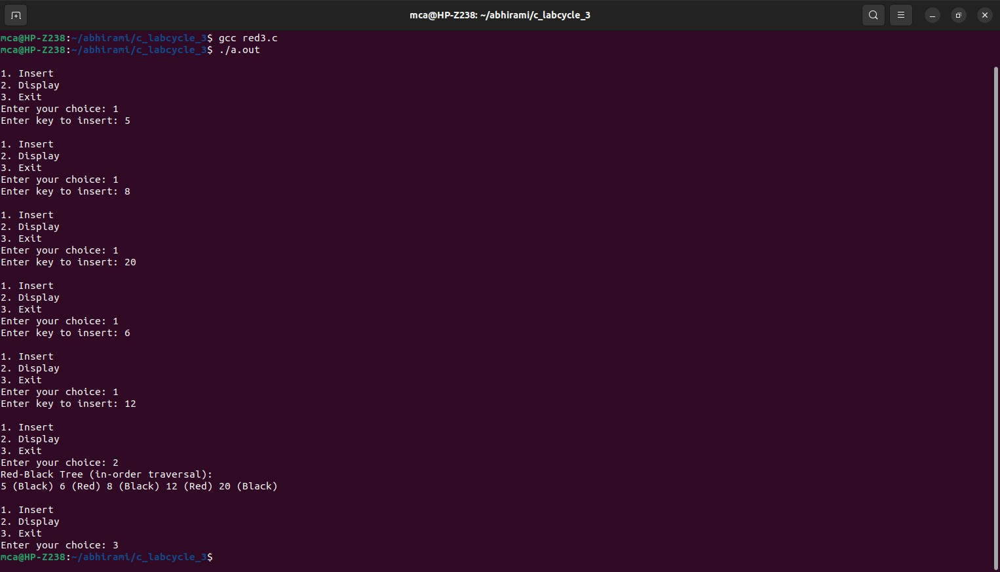 mca@HP-Z238: ~/abhirami/c_labcycle_3
mca@HP-Z238:~/abhirami/c_labcycle_3$ gcc red3.c
mca@HP-Z238:~/abhirami/c_labcycle_3$ ./a.out
1. Insert
2. Display
3. Exit
Enter your choice: 1
Enter key to insert: 5
1. Insert
2. Display
3. Exit
Enter your choice: 1
Enter key to insert: 8
1. Insert
2. Display
3. Exit
Enter your choice: 1
Enter key to insert: 20
1. Insert
2. Display
3. Exit
Enter your choice: 1
Enter key to insert: 6
1. Insert
2. Display
3. Exit
Enter your choice: 1
Enter key to insert: 12
1. Insert
2. Display
3. Exit
Enter your choice: 2
Red-Black Tree (in-order traversal):
5 (Black) 6 (Red) 8 (Black) 12 (Red) 20 (Black)
1. Insert
2. Display
3. Exit
Enter your choice: 3
mca@HP-Z238:~/abhirami/c_labcycle_3$